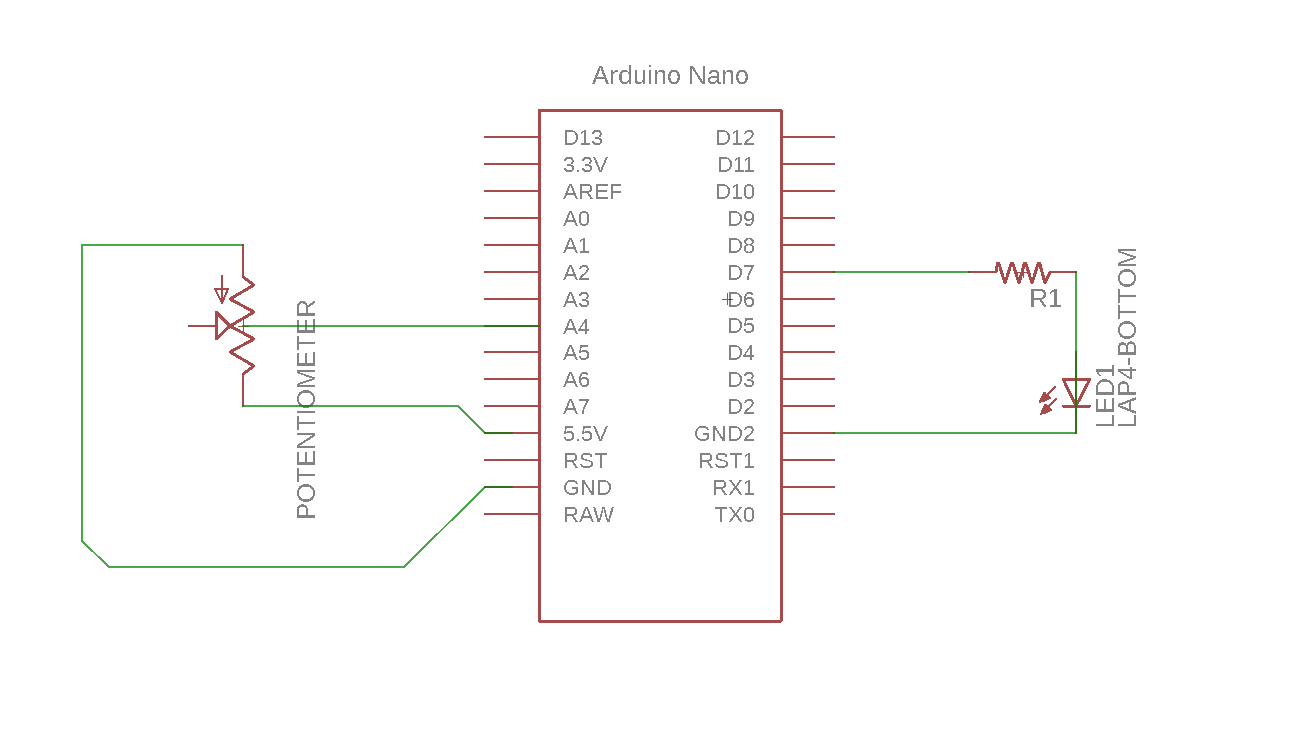 Arduino Nano
D13
3.3V
AREF
A0
A1
A2
A3
A4
A5
A6
A7
5.5V
RST
GND
RAW
D12
D11
D10
D9
D8
D7
D6
D5
D4
D3
D2
GND2
RST1
RX1
TX0
POTENTIOMETER
R1
LED1
LAP4-BOTTOM